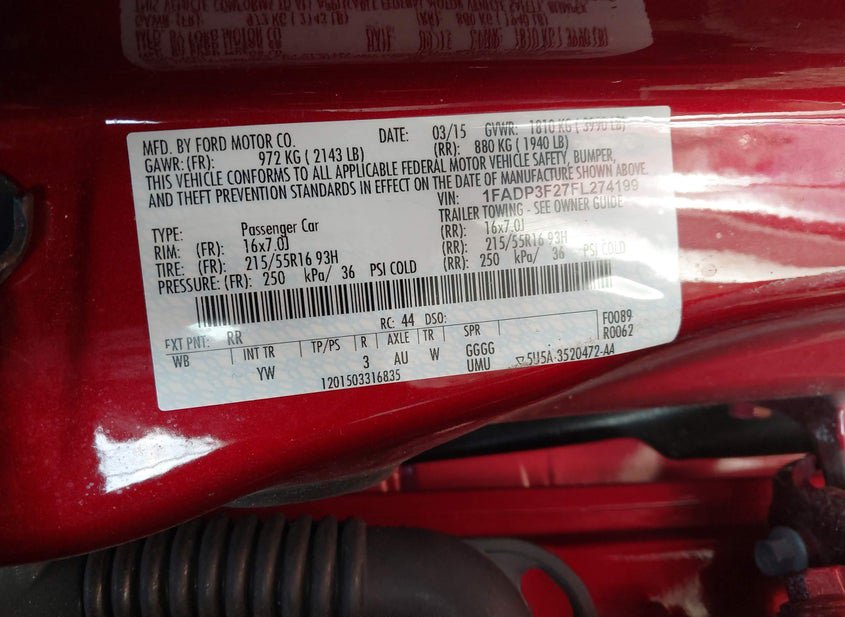 MFD. BY FORD MOTOR CO. DATE: 03/15 GVWR: 1810 KG ( 3990 LB)
GAWR: (FR): 972 KG ( 2143 LB) (RR): 880 KG ( 1940 LB)
THIS VEHICLE CONFORMS TO ALL APPLICABLE FEDERAL MOTOR VEHICLE SAFETY, BUMPER,
AND THEFT PREVENTION STANDARDS IN EFFECT ON THE DATE OF MANUFACTURE SHOWN ABOVE.
VIN: 1FADP3F27FL274199
TRAILER TOWING - SEE OWNER GUIDE
TYPE: Passenger Car
RIM: (FR): 16x7.0J (RR): 16x7.0J
TIRE: (FR): 215/55R16 93H (RR): 215/55R16 93H
PRESSURE: (FR): 250 kPa/ 36 PSI COLD (RR): 250 kPa/ 36 PSI COLD
EXT PNT: RR RC: 44 DSO: F0089
WB INT TR TP/PS R AXLE TR SPR R0062
YW 3 AU W GGGG
UMU 5U5A-3520472-AA
1201503316835